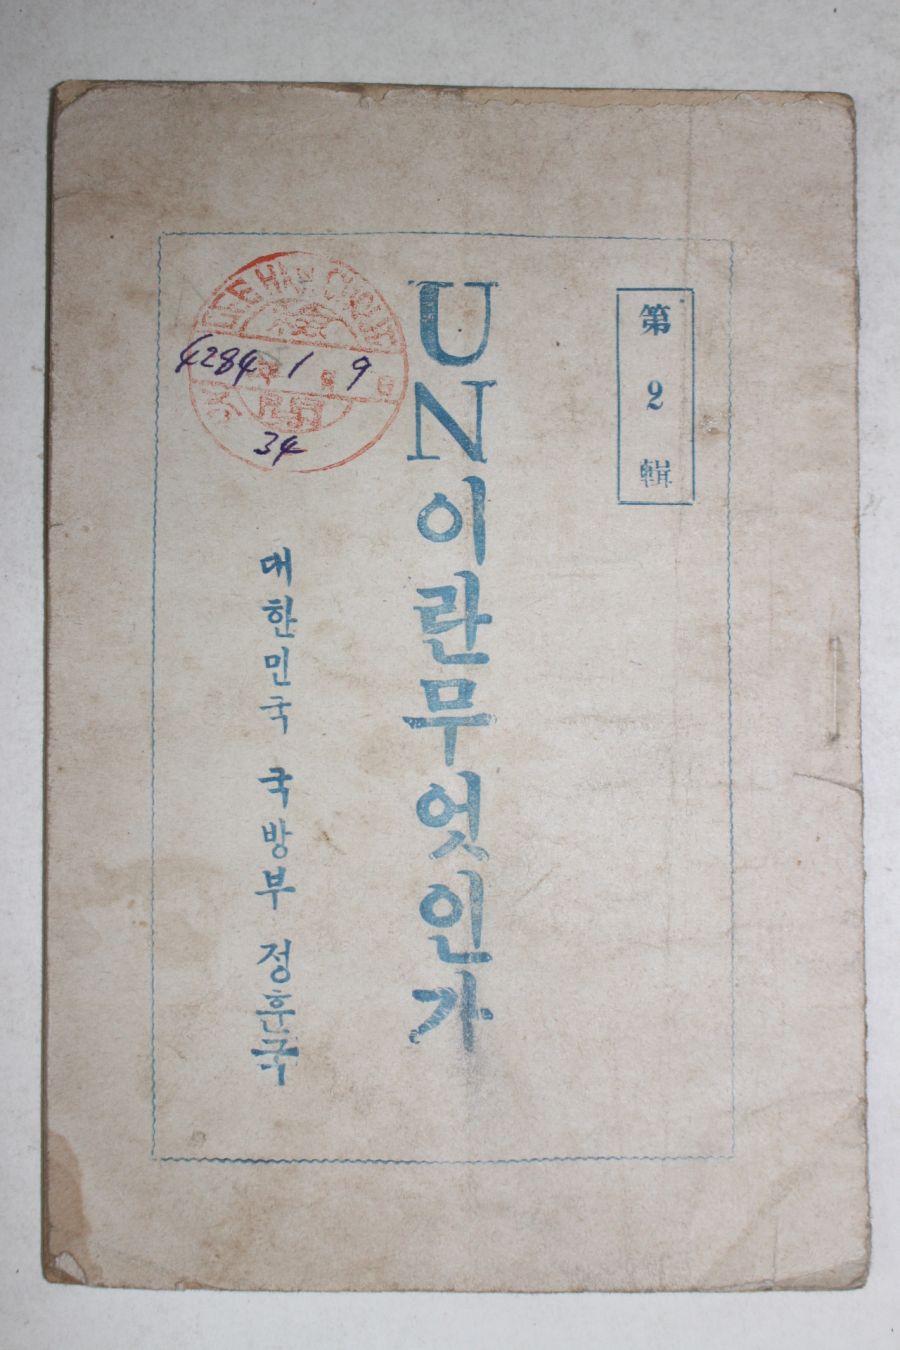 第2輯
UN이란무엇인가
대한민국 국방부 정훈국
4284 1 9
34